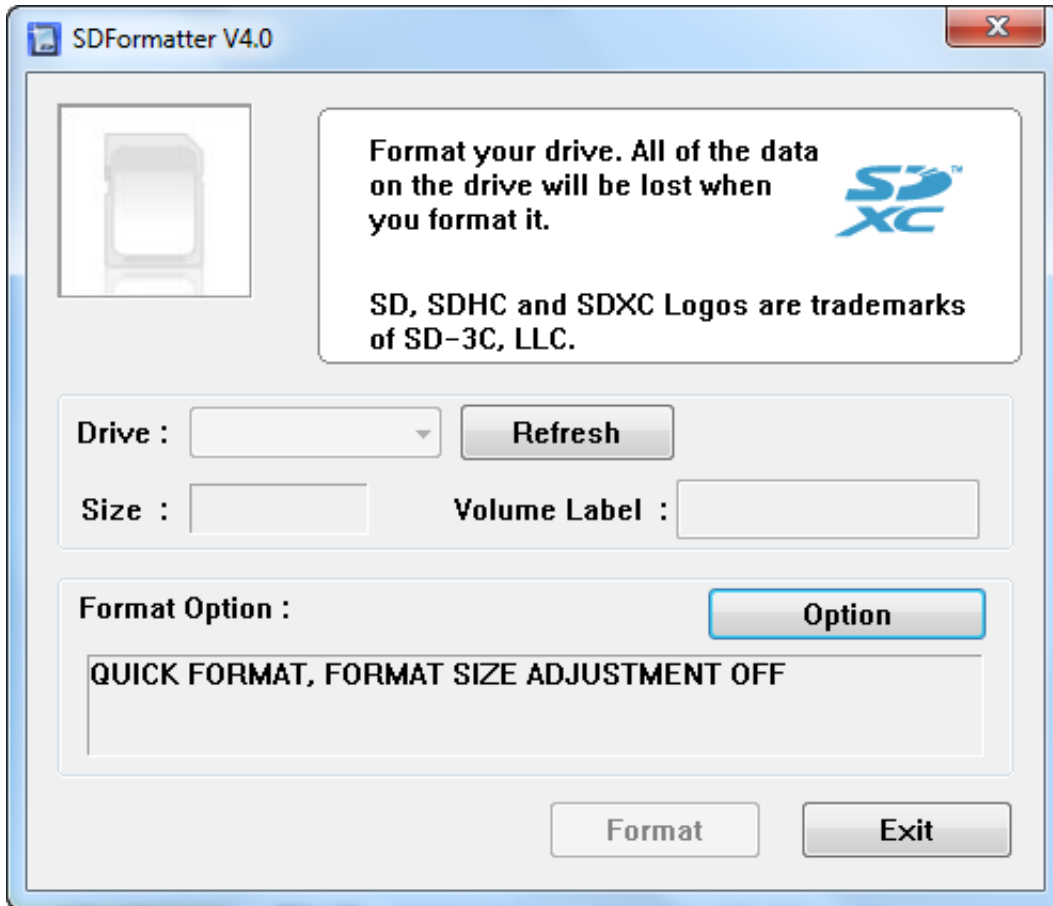 SDFormatter V4.0
Format your drive. All of the data
on the drive will be lost when
you format it.
SD XC™
SD, SDHC and SDXC Logos are trademarks
of SD-3C, LLC.
Drive :
Refresh
Size :
Volume Label :
Format Option :
Option
QUICK FORMAT, FORMAT SIZE ADJUSTMENT OFF
Format
Exit